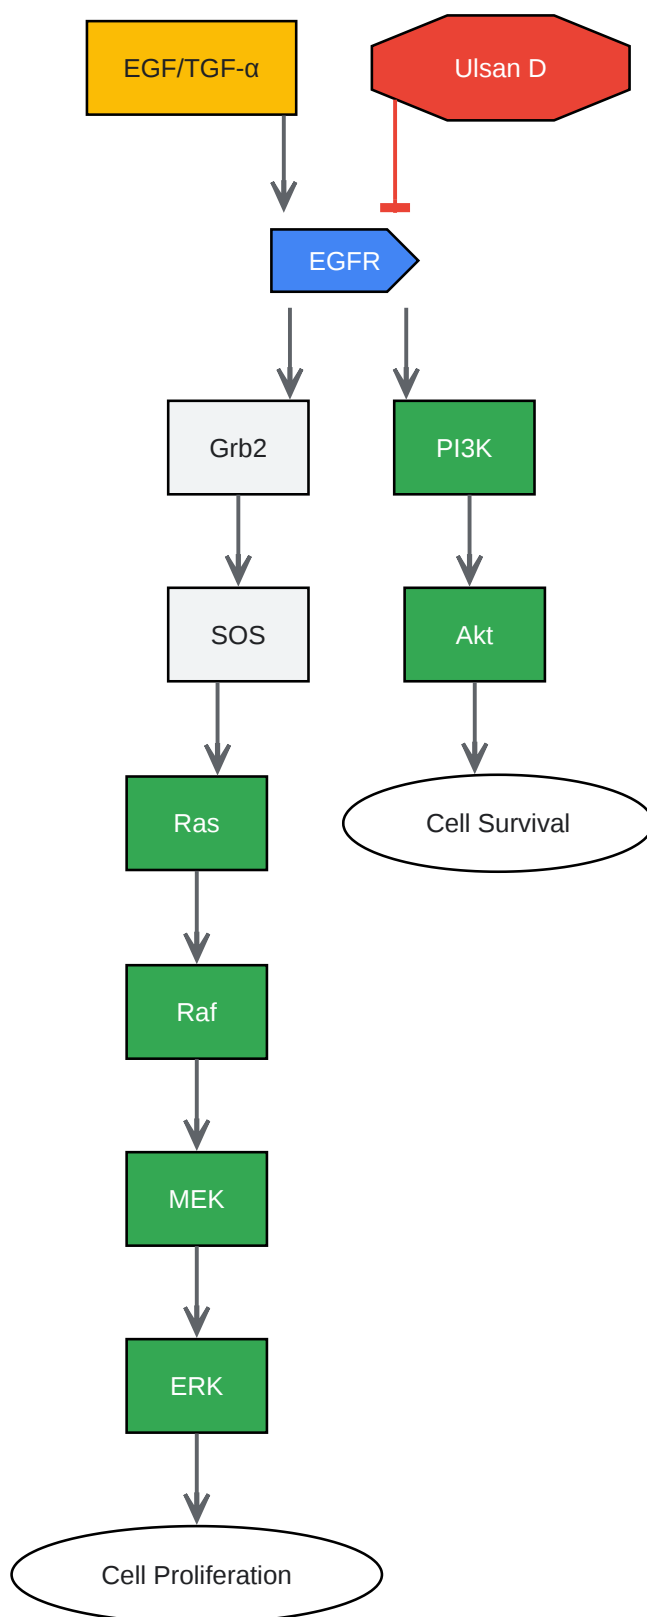 EGF/TGF-α
Ulsan D
EGFR
Grb2
PI3K
SOS
Akt
Ras
Cell Survival
Raf
MEK
ERK
Cell Proliferation